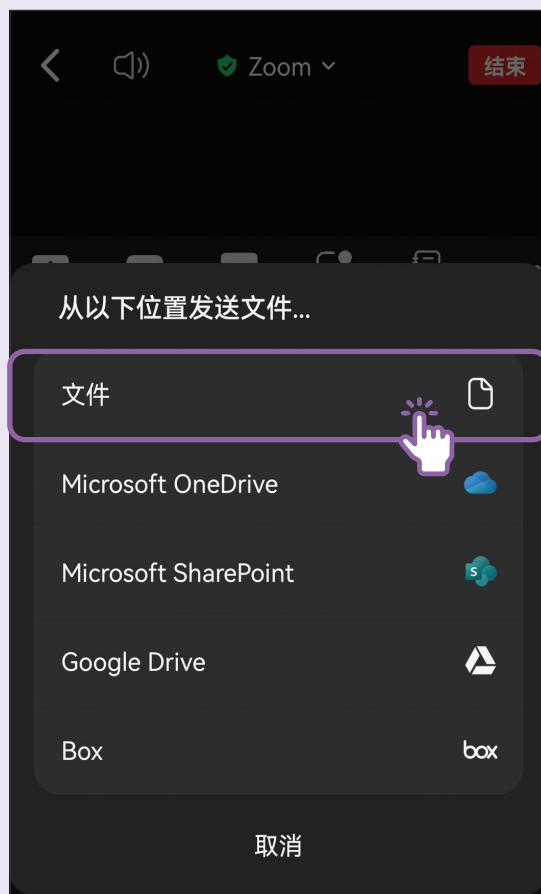 Zoom
结束
从以下位置发送文件...
文件
Microsoft OneDrive
Microsoft SharePoint
S
Google Drive
Box
box
取消